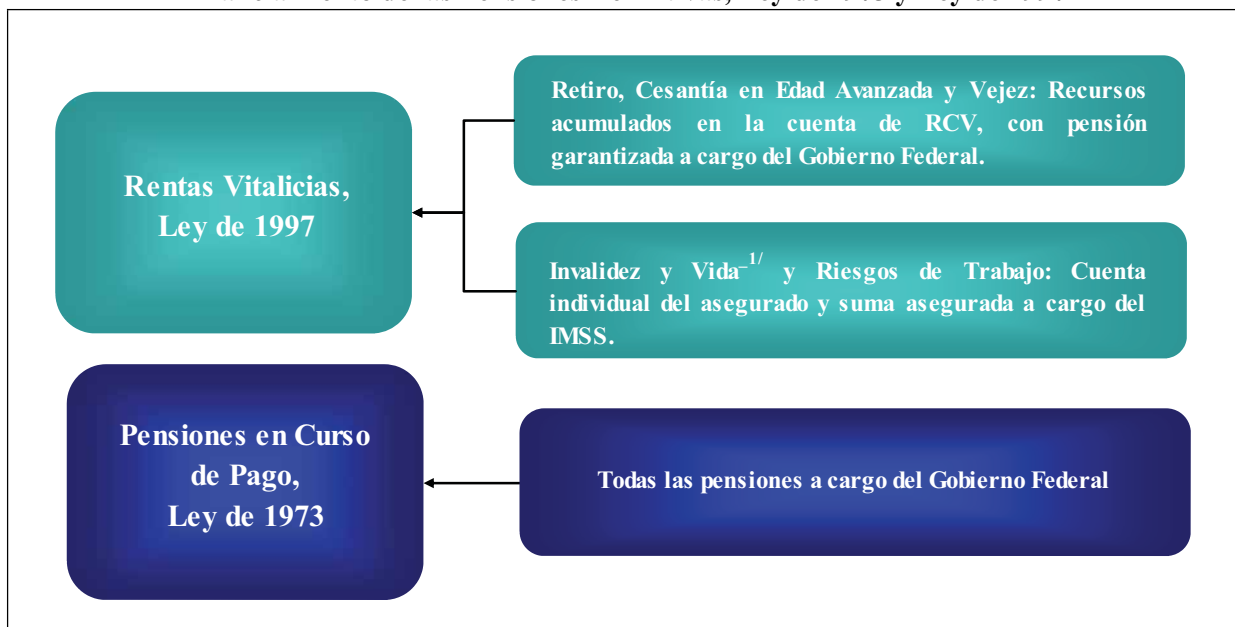 Rentas Vitalicias,
Ley de 1997
Retiro, Cesantía en Edad Avanzada y Vejez: Recursos
acumulados en la cuenta de RCV, con pensión
garantizada a cargo del Gobierno Federal.
Invalidez y Vida 1/ y Riesgos de Trabajo: Cuenta
individual del asegurado y suma asegurada a cargo del
IMSS.
Pensiones en Curso
de Pago,
Ley de 1973
Todas las pensiones a cargo del Gobierno Federal